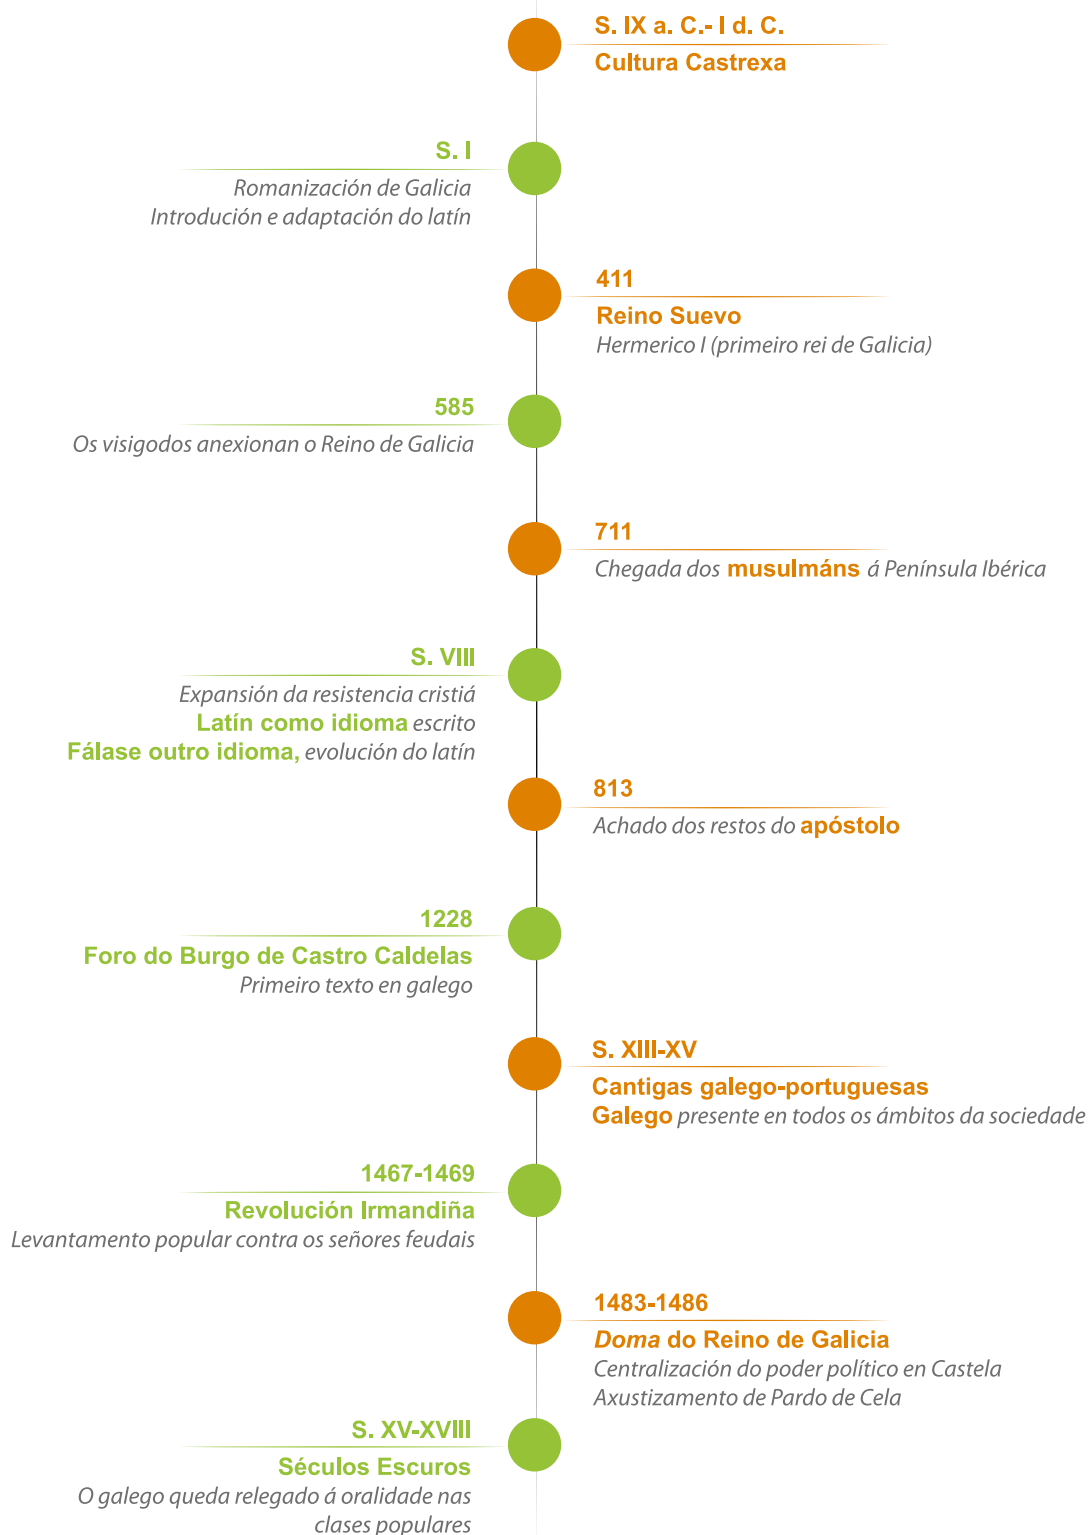 S. IX a. C.- I d. C.
Cultura Castrexa
S. I
Romanización de Galicia
Introdución e adaptación do latín
411
Reino Suevo
Hermerico I (primeiro rei de Galicia)
585
Os visigodos anexionan o Reino de Galicia
711
Chegada dos musulmáns á Península Ibérica
S. VIII
Expansión da resistencia cristiá
Latín como idioma escrito
Fálase outro idioma, evolución do latín
813
Achado dos restos do apóstolo
1228
Foro do Burgo de Castro Caldelas
Primeiro texto en galego
S. XIII-XV
Cantigas galego-portuguesas
Galego presente en todos os ámbitos da sociedade
1467-1469
Revolución Irmandiña
Levantamento popular contra os señores feudais
1483-1486
Doma do Reino de Galicia
Centralización do poder político en Castela
Axustizamento de Pardo de Cela
S. XV-XVIII
Séculos Escuros
O galego queda relegado á oralidade nas
clases populares